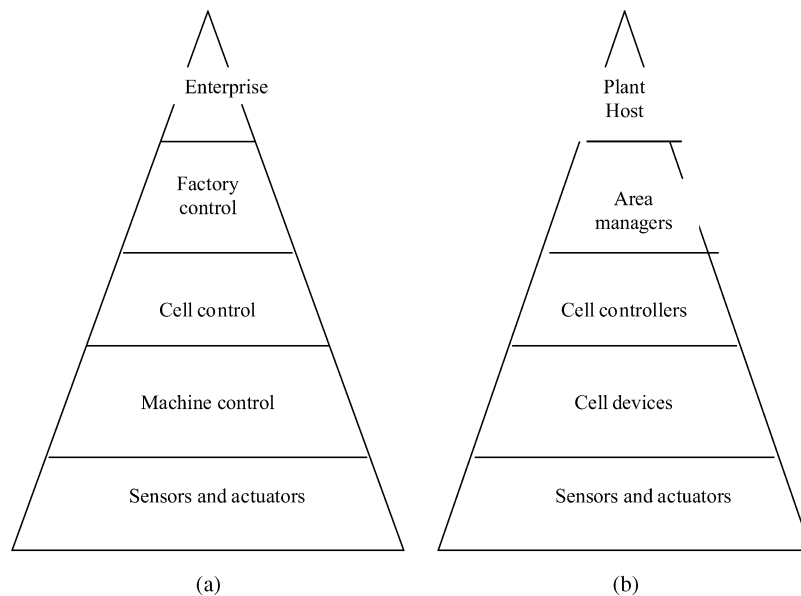 Enterprise
Factory
control
Cell control
Machine control
Sensors and actuators
(a)
Plant
Host
Area
managers
Cell controllers
Cell devices
Sensors and actuators
(b)